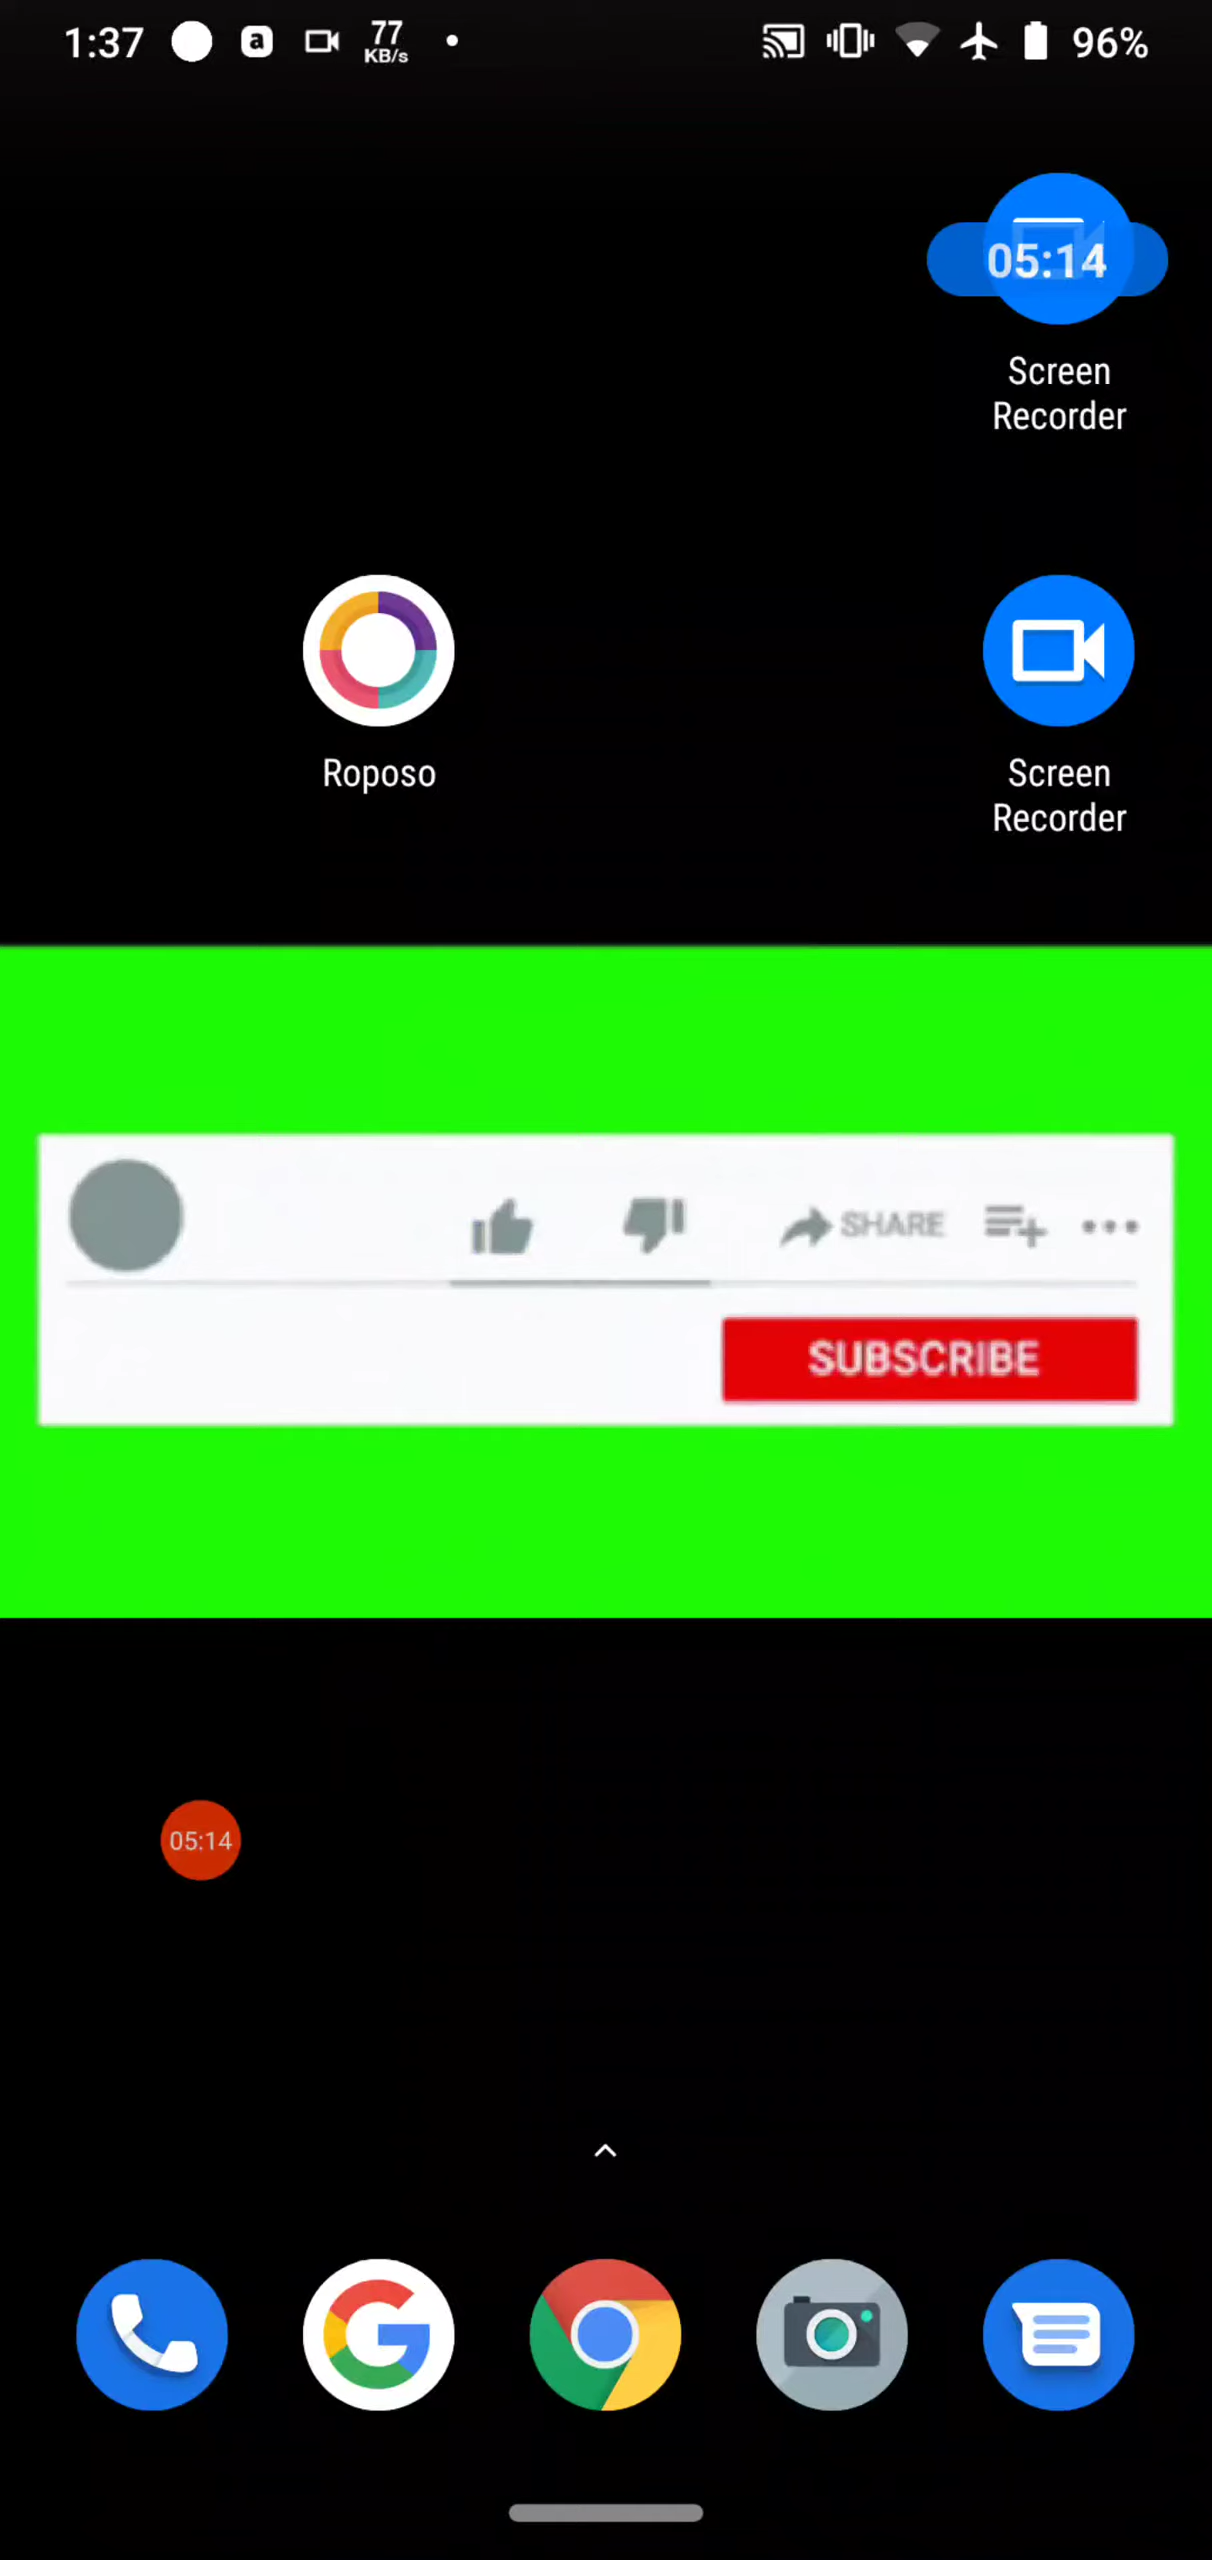 1:37 a 77 KB/s 96%
05:14
Screen
Recorder
Roposo
Screen
Recorder
SHARE
SUBSCRIBE
05:14